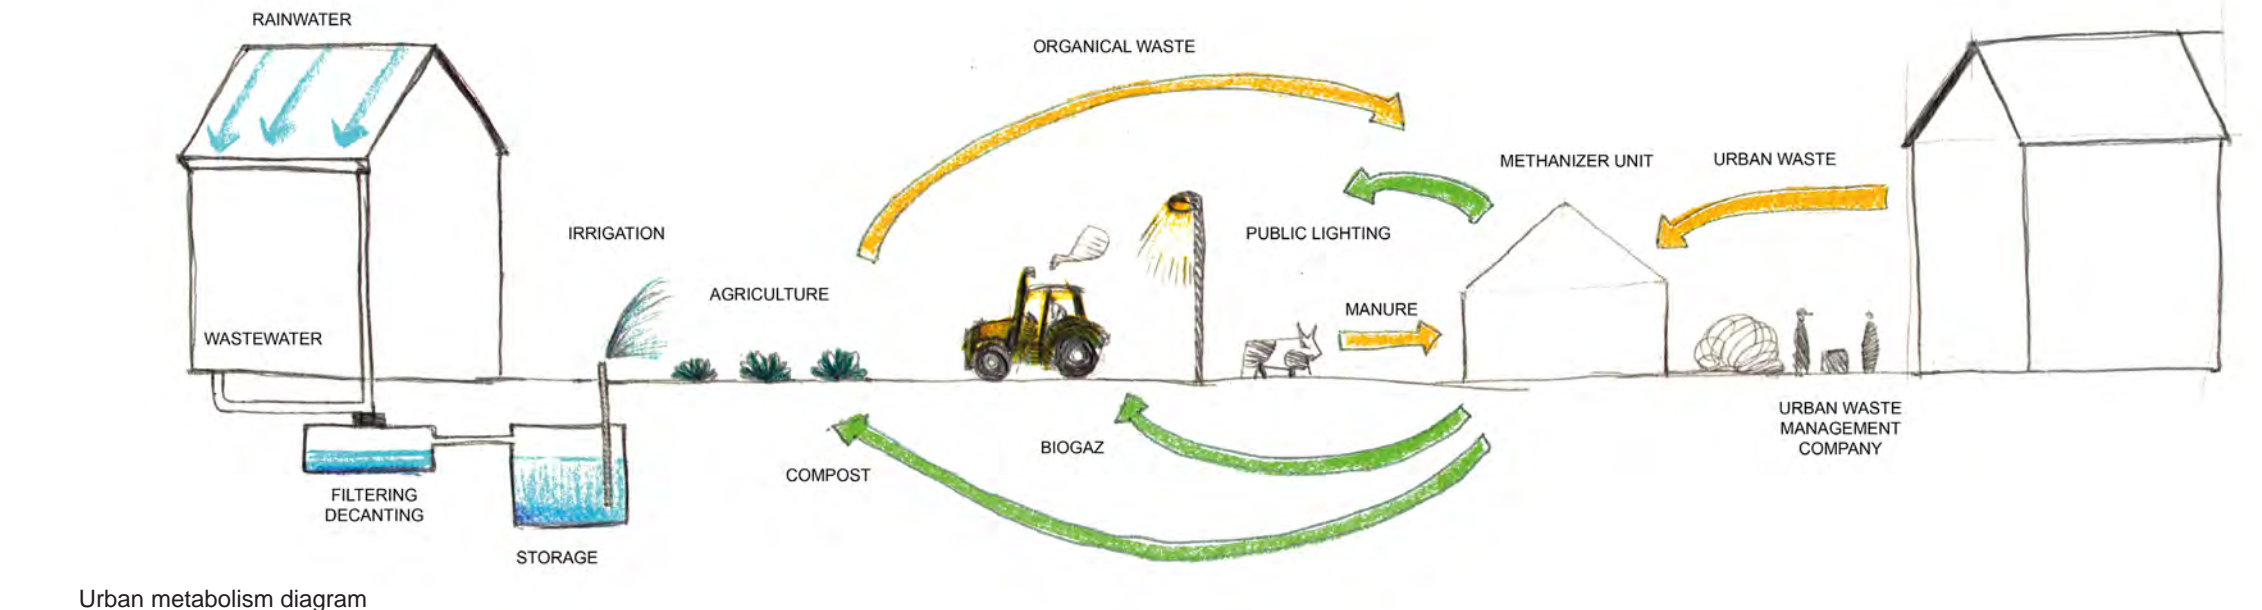 RAINWATER
ORGANICAL WASTE
METHANIZER UNIT
URBAN WASTE
IRRIGATION
PUBLIC LIGHTING
AGRICULTURE
MANURE
WASTEWATER
URBAN WASTE
MANAGEMENT
COMPANY
BIOGAZ
COMPOST
FILTERING
DECANTING
STORAGE
Urban metabolism diagram